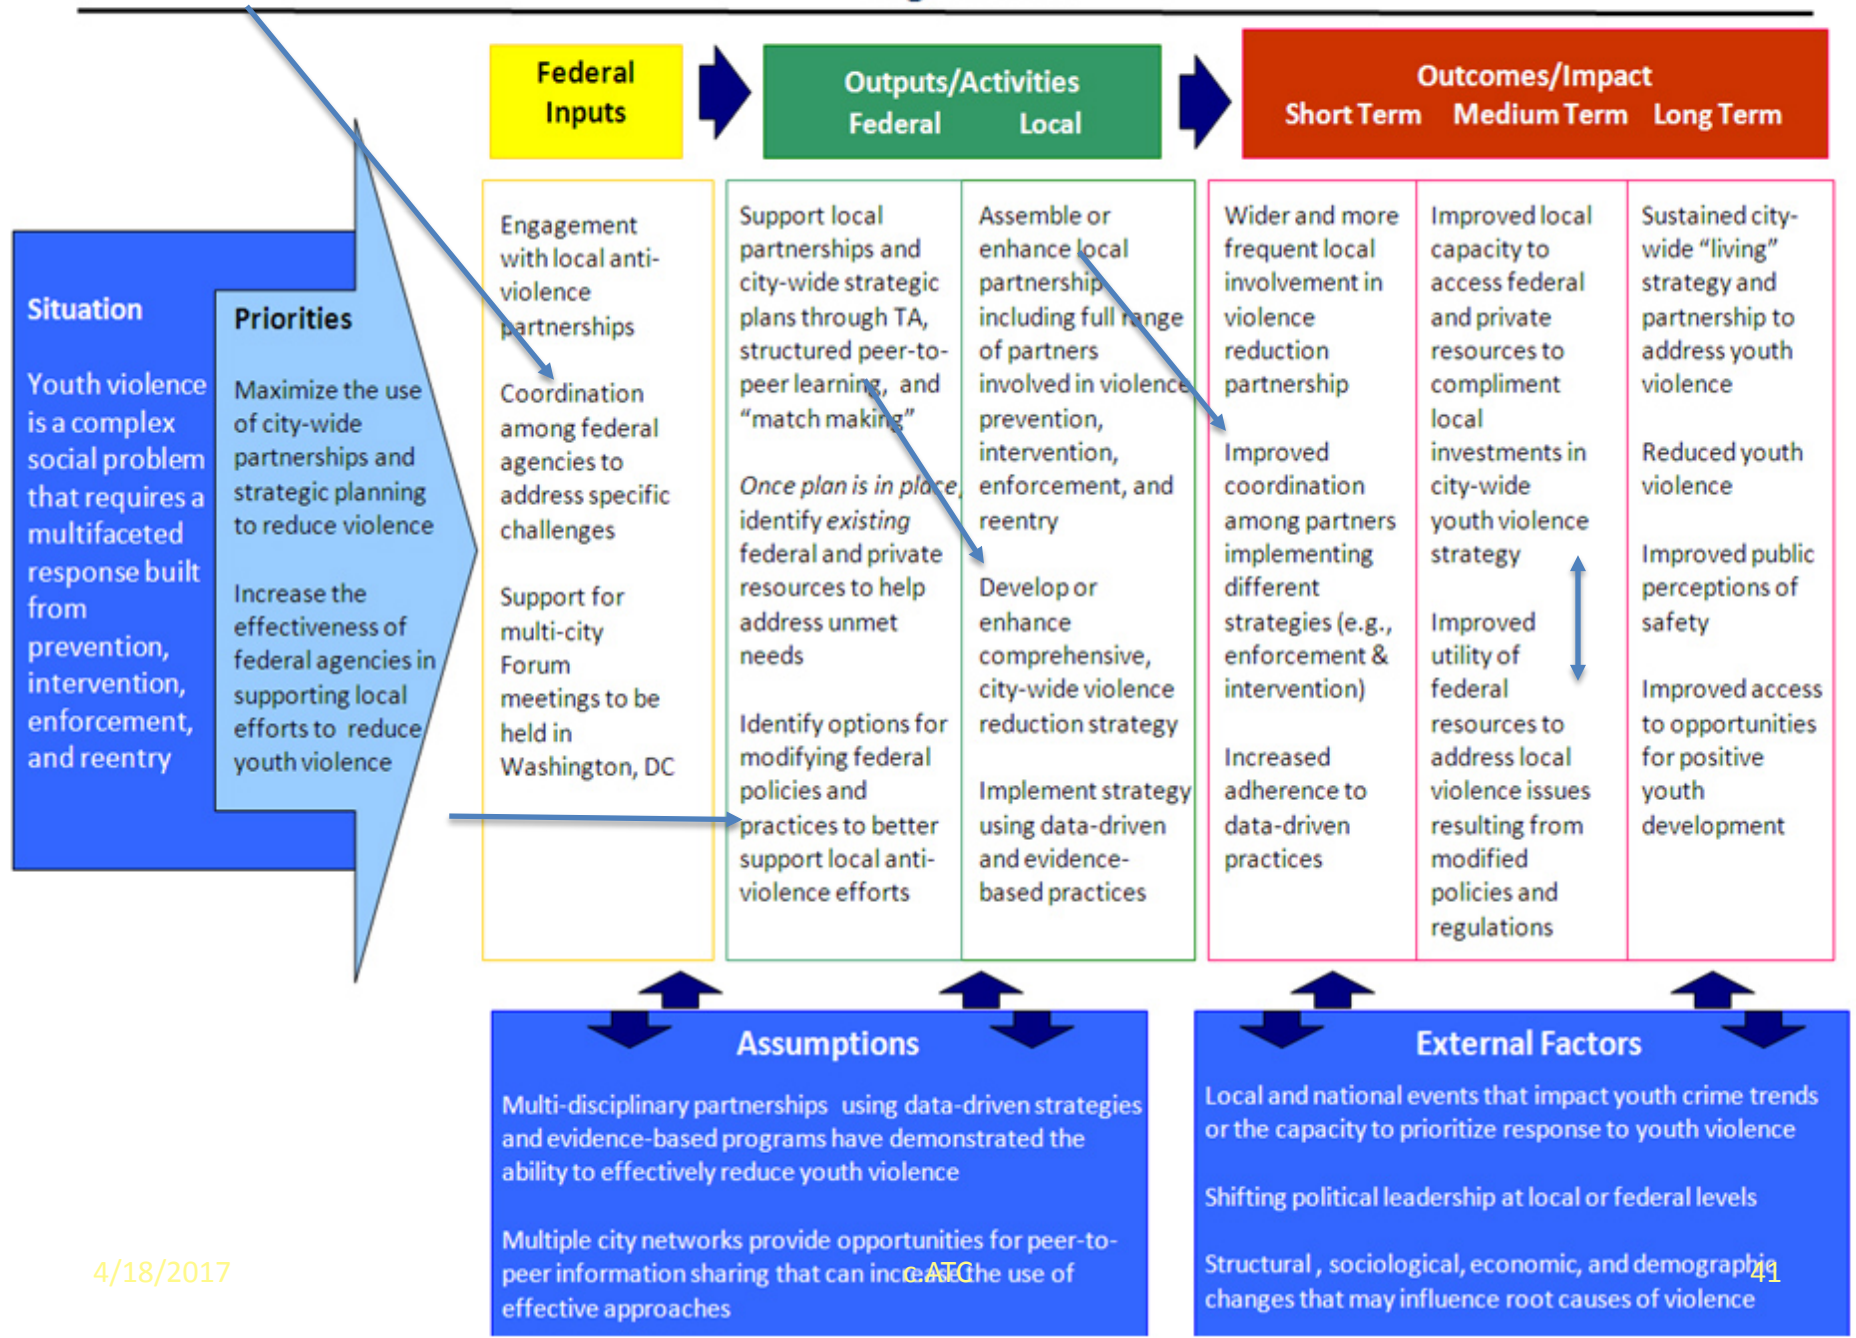 Federal
Inputs
Outputs/Activities
Federal Local
Outcomes/Impact
Short Term Medium Term Long Term
Situation
Youth violence
is a complex
social problem
that requires a
multifaceted
response built
from
prevention,
intervention,
enforcement,
and reentry
Priorities
Maximize the use
of city-wide
partnerships and
strategic planning
to reduce violence
Increase the
effectiveness of
federal agencies in
supporting local
efforts to reduce
youth violence
Engagement
with local anti-
violence
partnerships
Coordination
among federal
agencies to
address specific
challenges
Support for
multi-city
Forum
meetings to be
held in
Washington, DC
Support local
partnerships and
city-wide strategic
plans through TA,
structured peer-to-
peer learning, and
“match making”
Once plan is in place,
identify existing
federal and private
resources to help
address unmet
needs
Identify options for
modifying federal
policies and
practices to better
support local anti-
violence efforts
Assemble or
enhance local
partnership
including full range
of partners
involved in violence
prevention,
intervention,
enforcement, and
reentry
Develop or
enhance
comprehensive,
city-wide violence
reduction strategy
Implement strategy
using data-driven
and evidence-
based practices
Wider and more
frequent local
involvement in
violence
reduction
partnership
Improved
coordination
among partners
implementing
different
strategies (e.g.,
enforcement &
intervention)
Increased
adherence to
data-driven
practices
Improved local
capacity to
access federal
and private
resources to
compliment
local
investments in
city-wide
youth violence
strategy
Improved
utility of
federal
resources to
address local
violence issues
resulting from
modified
policies and
regulations
Sustained city-
wide “living”
strategy and
partnership to
address youth
violence
Reduced youth
violence
Improved public
perceptions of
safety
Improved access
to opportunities
for positive
youth
development
Assumptions
Multi-disciplinary partnerships using data-driven strategies
and evidence-based programs have demonstrated the
ability to effectively reduce youth violence
Multiple city networks provide opportunities for peer-to-
peer information sharing that can increase the use of
effective approaches
External Factors
Local and national events that impact youth crime trends
or the capacity to prioritize response to youth violence
Shifting political leadership at local or federal levels
Structural , sociological, economic, and demographic
changes that may influence root causes of violence
4/18/2017
c.ATC
41